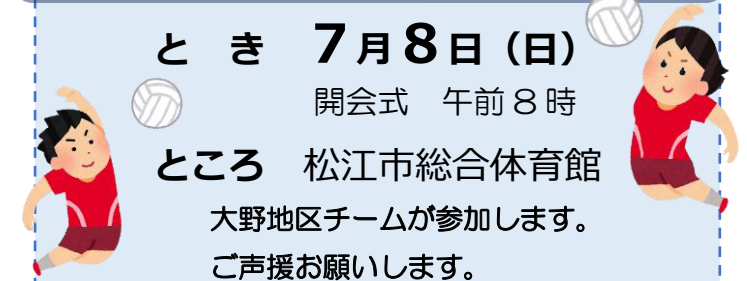 と　き　７月８日（日）
開会式　午前８時
ところ　松江市総合体育館
大野地区チームが参加します。
ご声援お願いします。